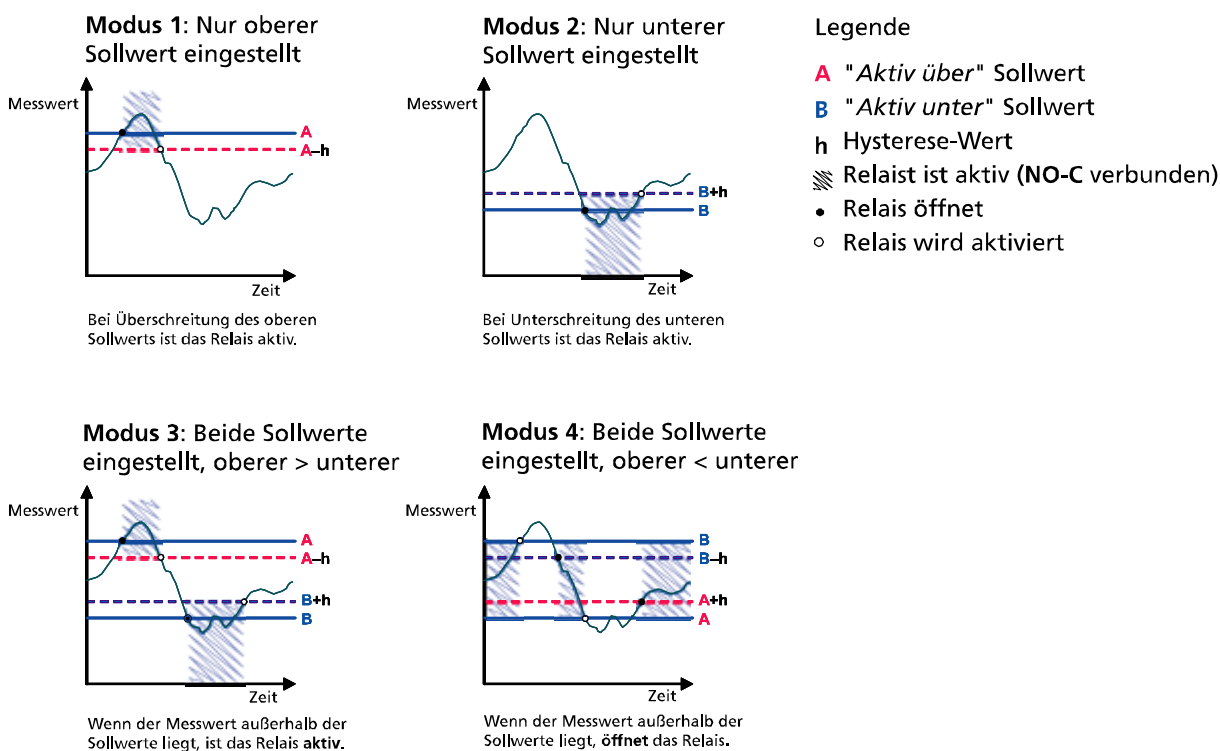 Modus 1: Nur oberer
Sollwert eingestellt
Messwert
A
A–h
Zeit
Bei Überschreitung des oberen
Sollwerts ist das Relais aktiv.
Modus 2: Nur unterer
Sollwert eingestellt
Messwert
B+h
B
Zeit
Bei Unterschreitung des unteren
Sollwerts ist das Relais aktiv.
Legende
A "Aktiv über" Sollwert
B "Aktiv unter" Sollwert
h Hysterese-Wert
Relaist ist aktiv (NO-C verbunden)
Relais öffnet
Relais wird aktiviert
Modus 3: Beide Sollwerte
eingestellt, oberer > unterer
Messwert
A
A–h
B+h
B
Zeit
Wenn der Messwert außerhalb der
Sollwerte liegt, ist das Relais aktiv.
Modus 4: Beide Sollwerte
eingestellt, oberer < unterer
Messwert
B
B–h
A+h
A
Zeit
Wenn der Messwert außerhalb der
Sollwerte liegt, öffnet das Relais.